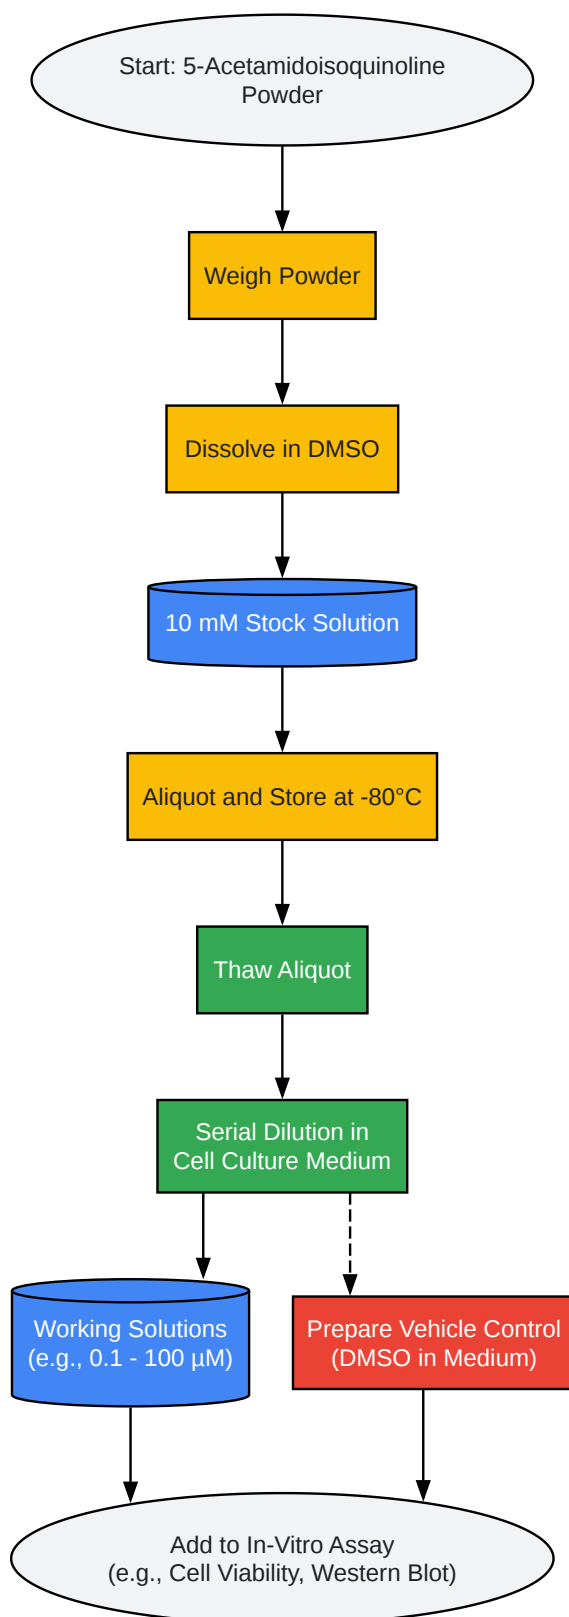 Start: 5-Acetamidoisoquinoline
Powder
Weigh Powder
Dissolve in DMSO
10 mM Stock Solution
Aliquot and Store at -80°C
Thaw Aliquot
Serial Dilution in
Cell Culture Medium
Working Solutions
(e.g., 0.1 - 100 µM)
Prepare Vehicle Control
(DMSO in Medium)
Add to In-Vitro Assay
(e.g., Cell Viability, Western Blot)